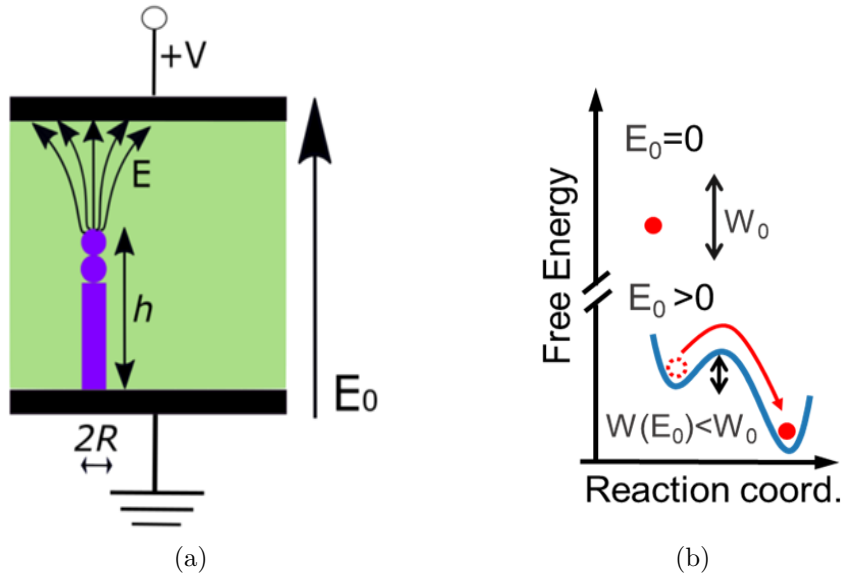 +V
E
h
E₀
2R
(a)
Free Energy
E₀=0
W₀
E₀ >0
W(E₀)<W₀
Reaction coord.
(b)